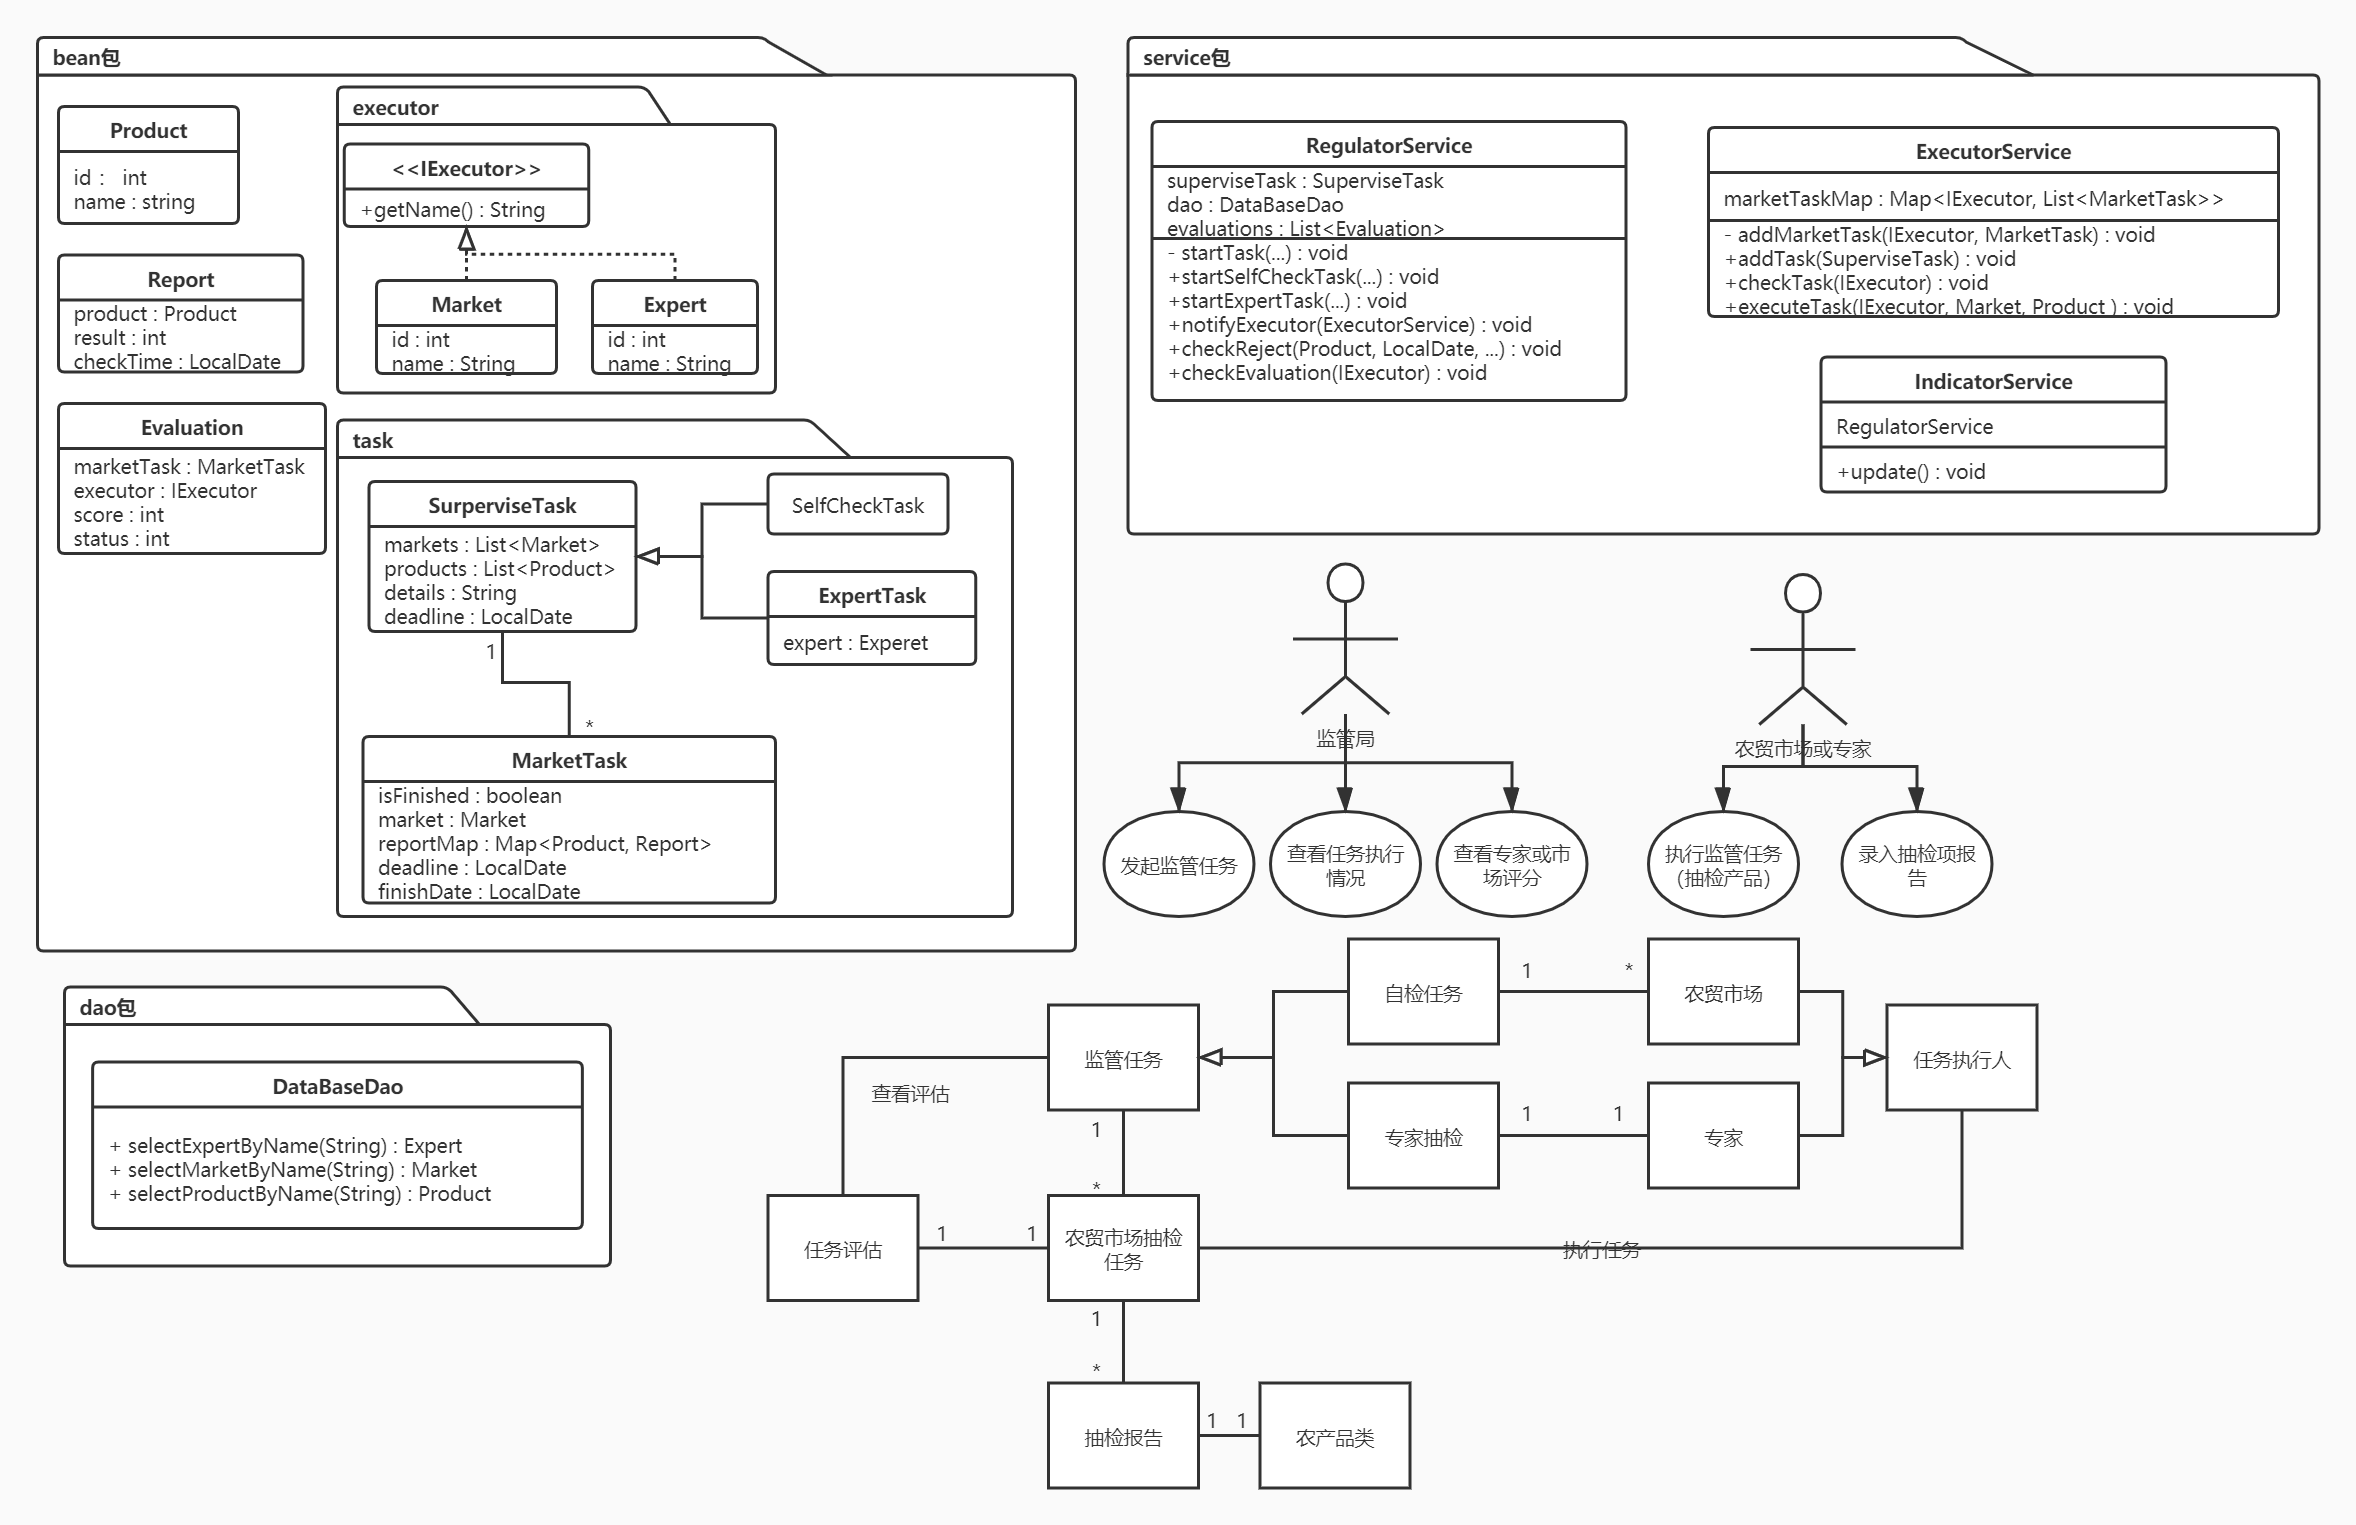 bean包
Product
id :   int
name : string
Report
product : Product
result : int
checkTime : LocalDate
Evaluation
marketTask : MarketTask
executor : IExecutor
score : int
status : int
executor
<<IExecutor>>
+getName() : String
Market
id : int
name : String
Expert
id : int
name : String
task
SurperviseTask
markets : List<Market>
products : List<Product>
details : String
deadline : LocalDate
SelfCheckTask
ExpertTask
expert : Experet
1
*
MarketTask
isFinished : boolean
market : Market
reportMap : Map<Product, Report>
deadline : LocalDate
finishDate : LocalDate
service包
RegulatorService
superviseTask : SuperviseTask
dao : DataBaseDao
evaluations : List<Evaluation>
- startTask(...) : void
+startSelfCheckTask(...) : void
+startExpertTask(...) : void
+notifyExecutor(ExecutorService) : void
+checkReject(Product, LocalDate, ...) : void
+checkEvaluation(IExecutor) : void
ExecutorService
marketTaskMap : Map<IExecutor, List<MarketTask>>
- addMarketTask(IExecutor, MarketTask) : void
+addTask(SuperviseTask) : void
+checkTask(IExecutor) : void
+executeTask(IExecutor, Market, Product ) : void
IndicatorService
RegulatorService
+update() : void
监管局
发起监管任务
查看任务执行
情况
查看专家或市
场评分
农贸市场或专家
执行监管任务
(抽检产品)
录入抽检项报
告
dao包
DataBaseDao
+ selectExpertByName(String) : Expert
+ selectMarketByName(String) : Market
+ selectProductByName(String) : Product
自检任务
1
*
农贸市场
监管任务
任务执行人
查看评估
专家抽检
1
1
专家
1
*
任务评估
1
1
农贸市场抽检
任务
执行任务
1
*
抽检报告
1
1
农产品类